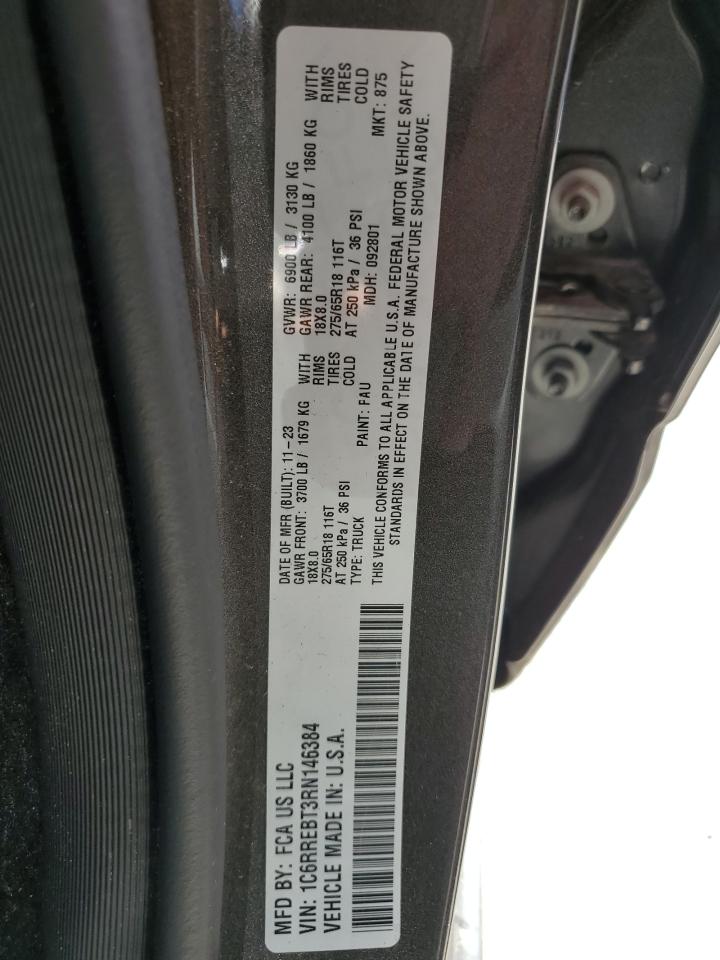 MFD BY: FCA US LLC
VIN: 1C6RREBT3RN146384
VEHICLE MADE IN: U.S.A.
DATE OF MFR (BUILT): 11-23
GVWR: 6900 LB / 3130 KG
GAWR FRONT: 3700 LB / 1679 KG WITH
GAWR REAR: 4100 LB / 1860 KG WITH
18X8.0 RIMS
18X8.0 RIMS
275/65R18 116T TIRES
275/65R18 116T TIRES
AT 250 kPa / 36 PSI COLD
AT 250 kPa / 36 PSI COLD
TYPE: TRUCK PAINT: FAU MDH: 092801 MKT: 875
THIS VEHICLE CONFORMS TO ALL APPLICABLE U.S.A. FEDERAL MOTOR VEHICLE SAFETY
STANDARDS IN EFFECT ON THE DATE OF MANUFACTURE SHOWN ABOVE.